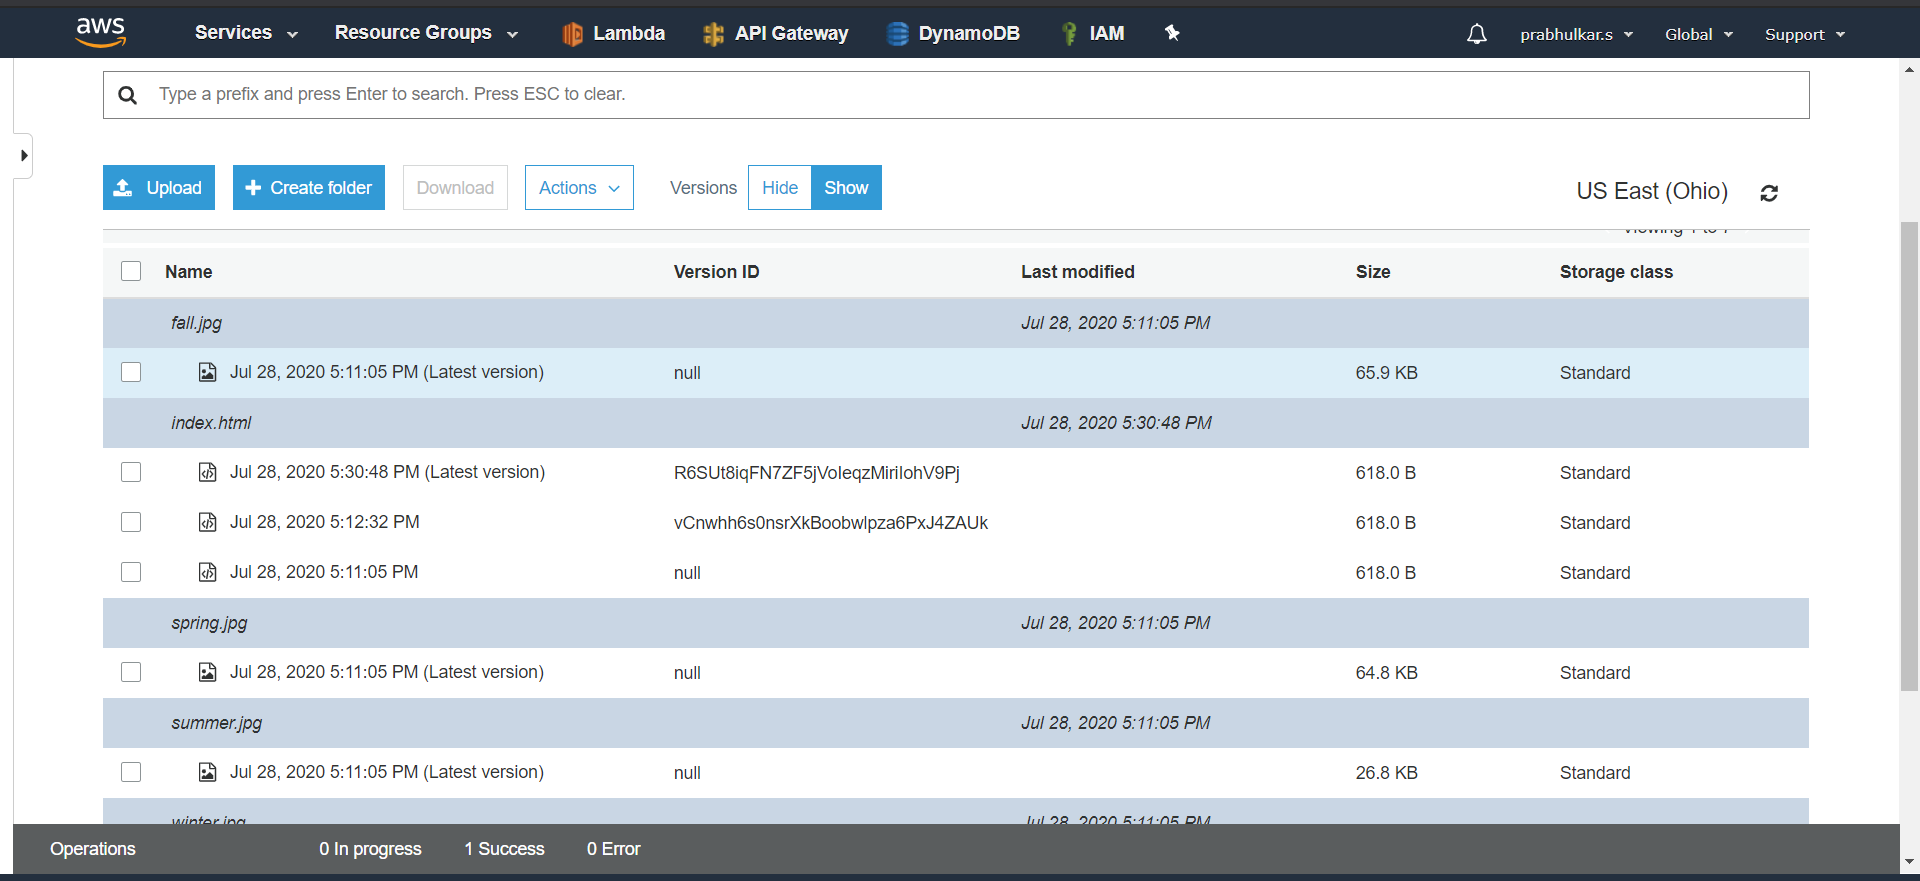 aws Services Resource Groups Lambda API Gateway DynamoDB IAM prabhulkar.s Global Support
Type a prefix and press Enter to search. Press ESC to clear.
Upload Create folder Download Actions Versions Hide Show US East (Ohio)
Viewing 1 to 7
Name Version ID Last modified Size Storage class
fall.jpg Jul 28, 2020 5:11:05 PM
Jul 28, 2020 5:11:05 PM (Latest version) null 65.9 KB Standard
index.html Jul 28, 2020 5:30:48 PM
Jul 28, 2020 5:30:48 PM (Latest version) R6SUt8iqFN7ZF5jVoIeqzMiriIohV9Pj 618.0 B Standard
Jul 28, 2020 5:12:32 PM vCnwhh6s0nsrXkBoobwlpza6PxJ4ZAUk 618.0 B Standard
Jul 28, 2020 5:11:05 PM null 618.0 B Standard
spring.jpg Jul 28, 2020 5:11:05 PM
Jul 28, 2020 5:11:05 PM (Latest version) null 64.8 KB Standard
summer.jpg Jul 28, 2020 5:11:05 PM
Jul 28, 2020 5:11:05 PM (Latest version) null 26.8 KB Standard
winter.jpg Jul 28, 2020 5:11:05 PM
Operations 0 In progress 1 Success 0 Error